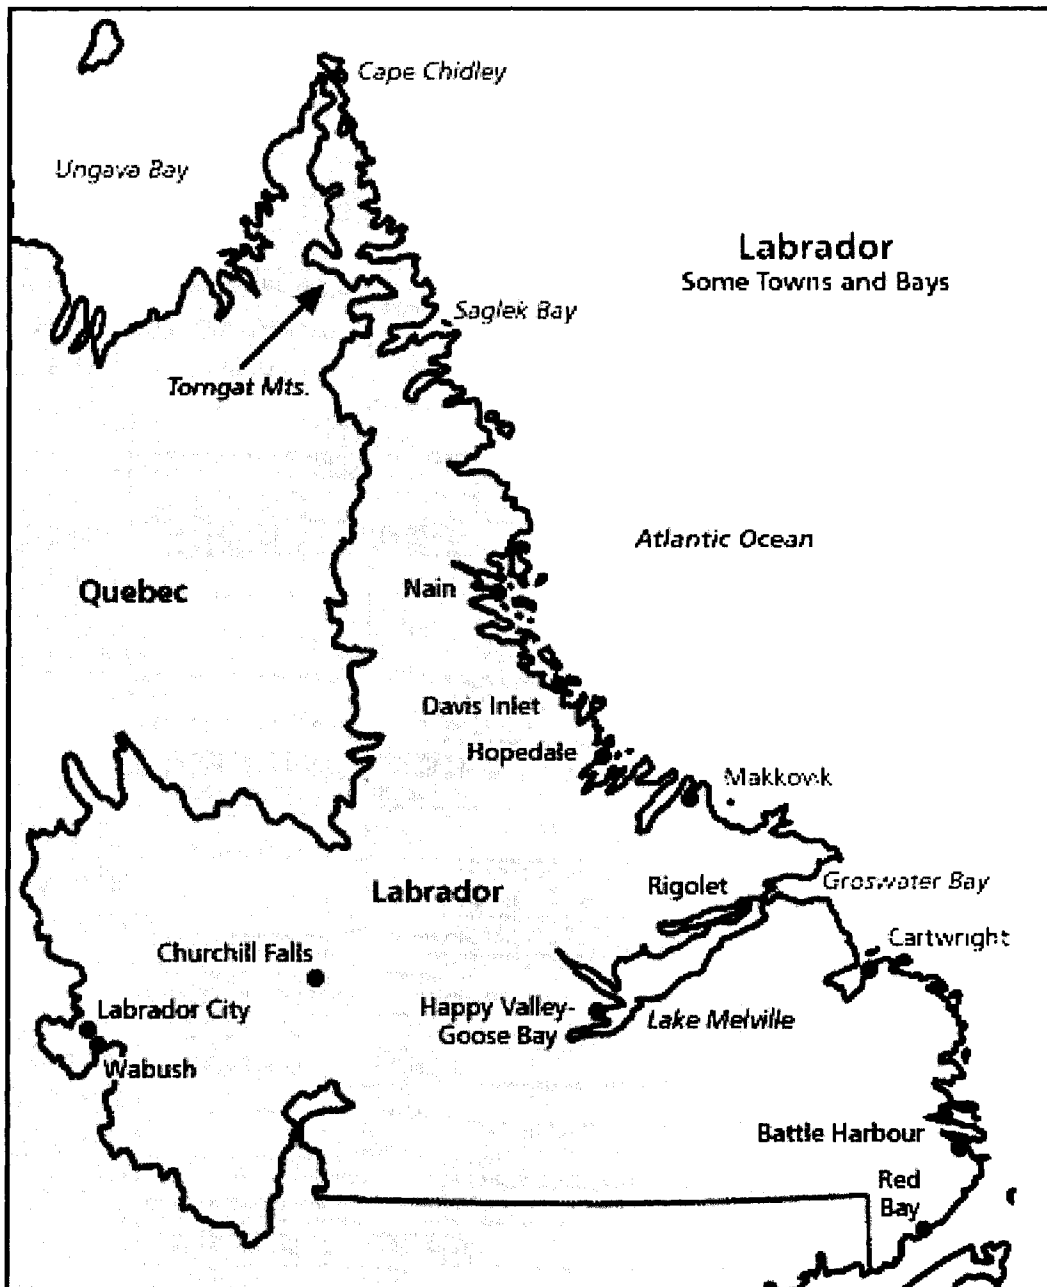 Cape Chidley
Ungava Bay
Labrador
Some Towns and Bays
Saglek Bay
Torngat Mts.
Atlantic Ocean
Quebec
Nain
Davis Inlet
Hopedale
Makkovik
Labrador
Rigolet
Groswater Bay
Churchill Falls
Cartwright
Labrador City
Happy Valley-
Goose Bay
Lake Melville
Wabush
Battle Harbour
Red
Bay